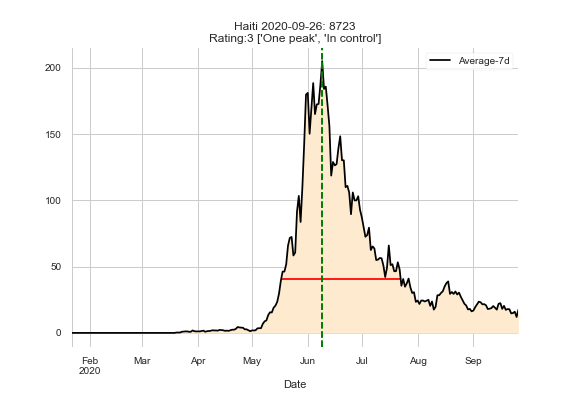 Haiti 2020-09-26: 8723
Rating:3 ['One peak', 'In control']
Average-7d
200
150
100
50
0
Feb
2020
Mar
Apr
May
Jun
Jul
Aug
Sep
Date